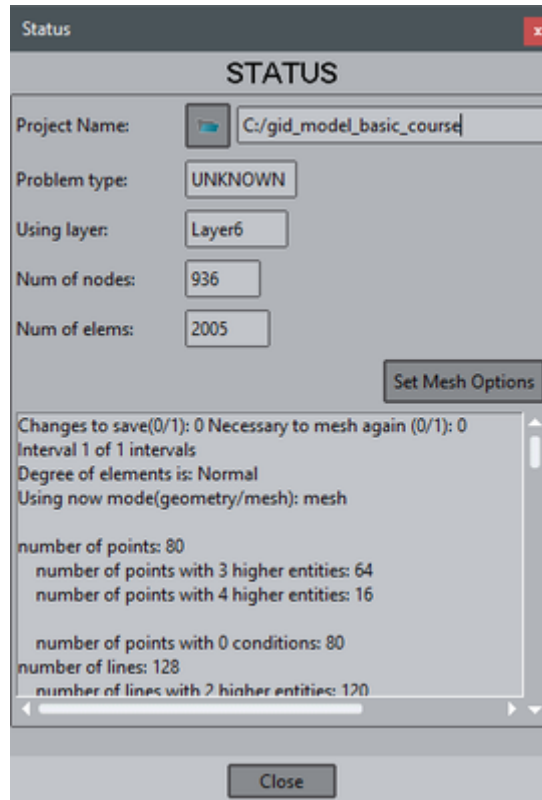 Status
x
STATUS
Project Name: C:/gid_model_basic_course
Problem type: UNKNOWN
Using layer: Layer6
Num of nodes: 936
Num of elems: 2005
Set Mesh Options
Changes to save(0/1): 0 Necessary to mesh again (0/1): 0
Interval 1 of 1 intervals
Degree of elements is: Normal
Using now mode(geometry/mesh): mesh
number of points: 80
number of points with 3 higher entities: 64
number of points with 4 higher entities: 16
number of points with 0 conditions: 80
number of lines: 128
number of lines with 2 higher entities: 120
Close